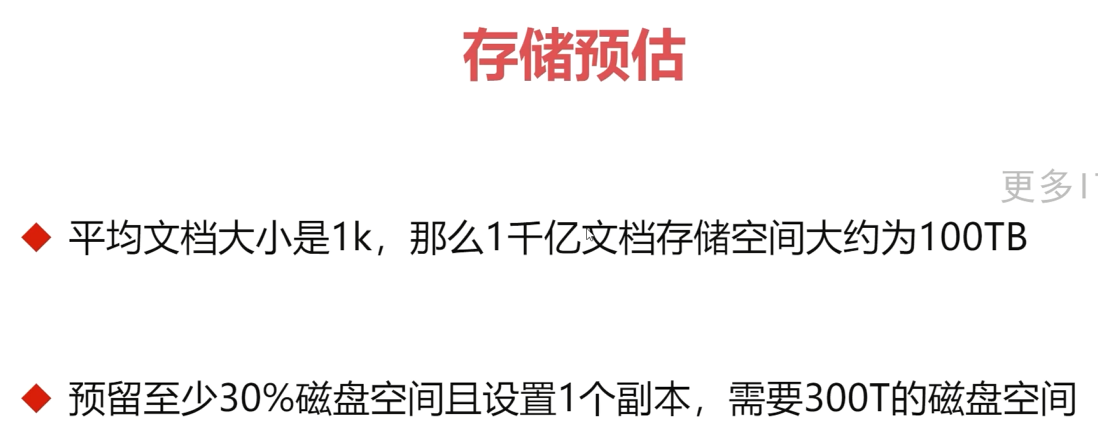 存储预估
更多I
平均文档大小是1k，那么1千亿文档存储空间大约为100TB
预留至少30%磁盘空间且设置1个副本，需要300T的磁盘空间